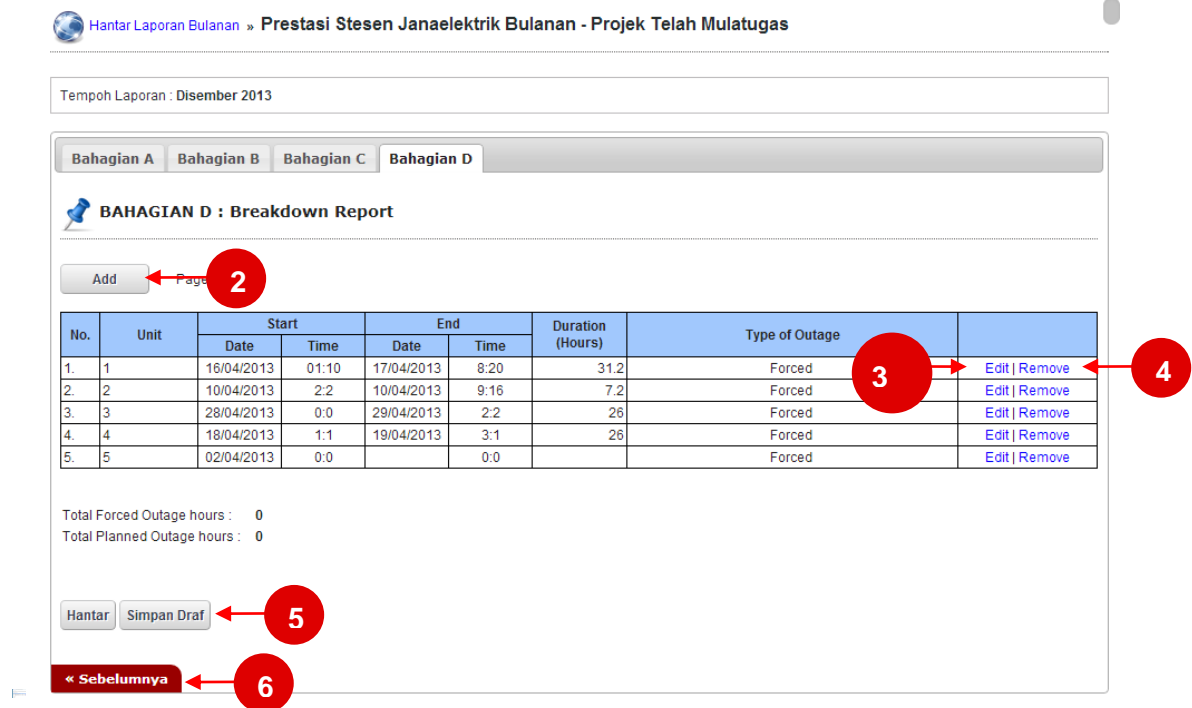 Hantar Laporan Bulanan » Prestasi Stesen Janaelektrik Bulanan - Projek Telah Mulatugas
Tempoh Laporan : Disember 2013
Bahagian A Bahagian B Bahagian C Bahagian D
BAHAGIAN D : Breakdown Report
Add 2
No. Unit Start End Duration (Hours) Type of Outage
Date Time Date Time
1. 1 16/04/2013 01:10 17/04/2013 8:20 31.2 Forced Edit | Remove
2. 2 10/04/2013 2:2 10/04/2013 9:16 7.2 Forced Edit | Remove
3. 3 28/04/2013 0:0 29/04/2013 2:2 26 Forced Edit | Remove
4. 4 18/04/2013 1:1 19/04/2013 3:1 26 Forced Edit | Remove
5. 5 02/04/2013 0:0 0:0 Forced Edit | Remove
3
4
Total Forced Outage hours : 0
Total Planned Outage hours : 0
Hantar Simpan Draf 5
« Sebelumnya 6